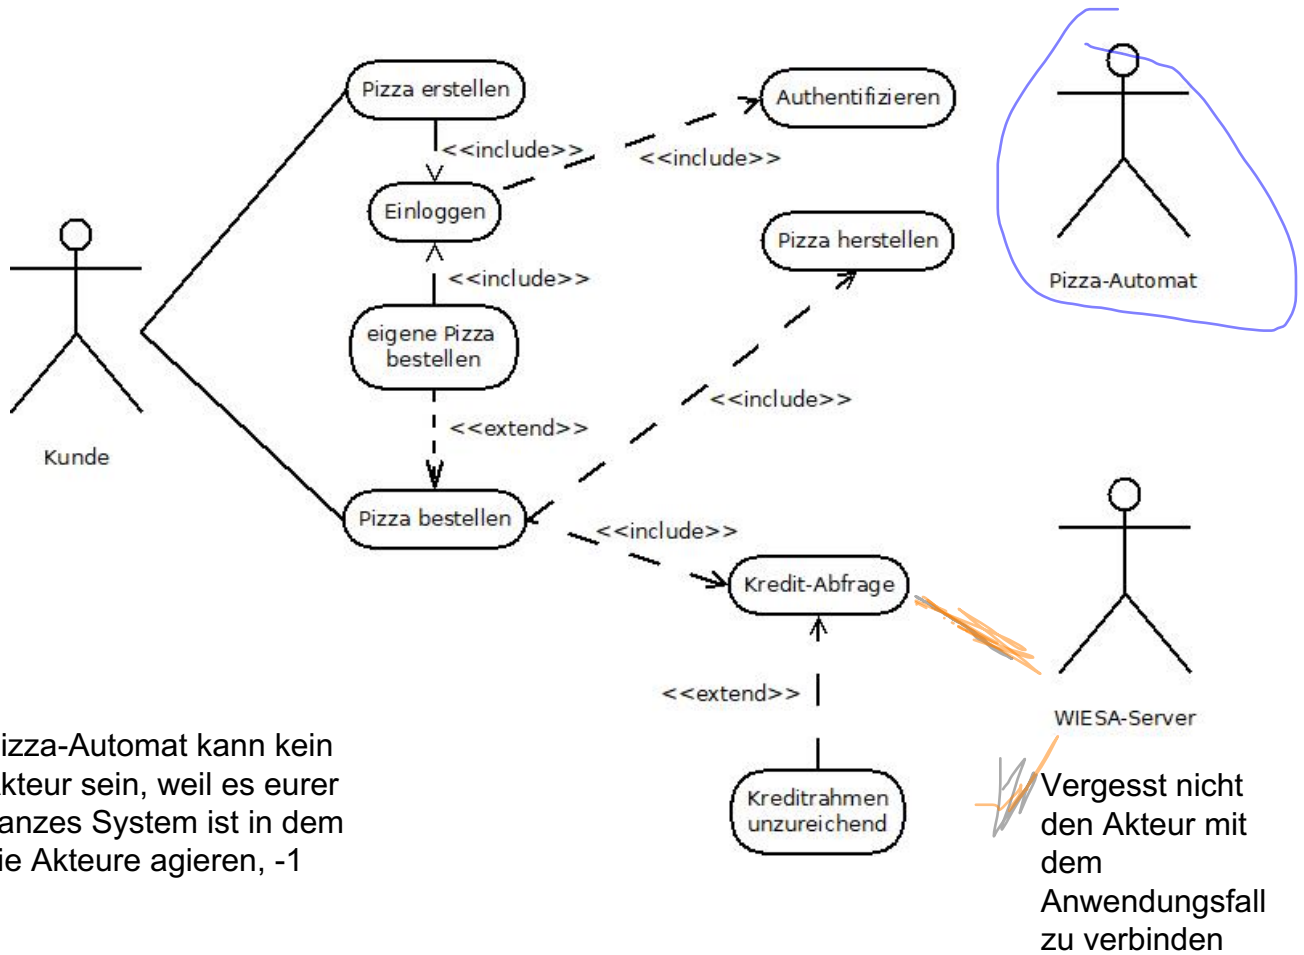 Pizza erstellen
Authentifizieren
<<include>>
<<include>>
Einloggen
Pizza herstellen
<<include>>
Pizza-Automat
eigene Pizza
bestellen
<<include>>
<<extend>>
Kunde
Pizza bestellen
<<include>>
Kredit-Abfrage
<<extend>>
WIESA-Server
Kreditrahmen
unzureichend
izza-Automat kann kein
kteur sein, weil es eurer
anzes System ist in dem
ie Akteure agieren, -1
Vergesst nicht
den Akteur mit
dem
Anwendungsfall
zu verbinden